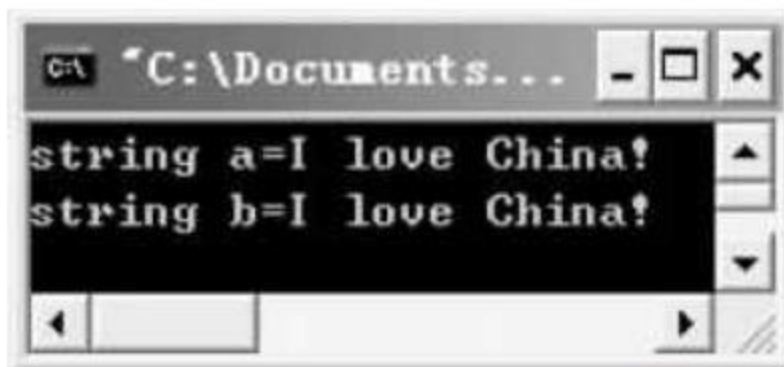 C:\ "C:\Documents...
string a=I love China!
string b=I love China!